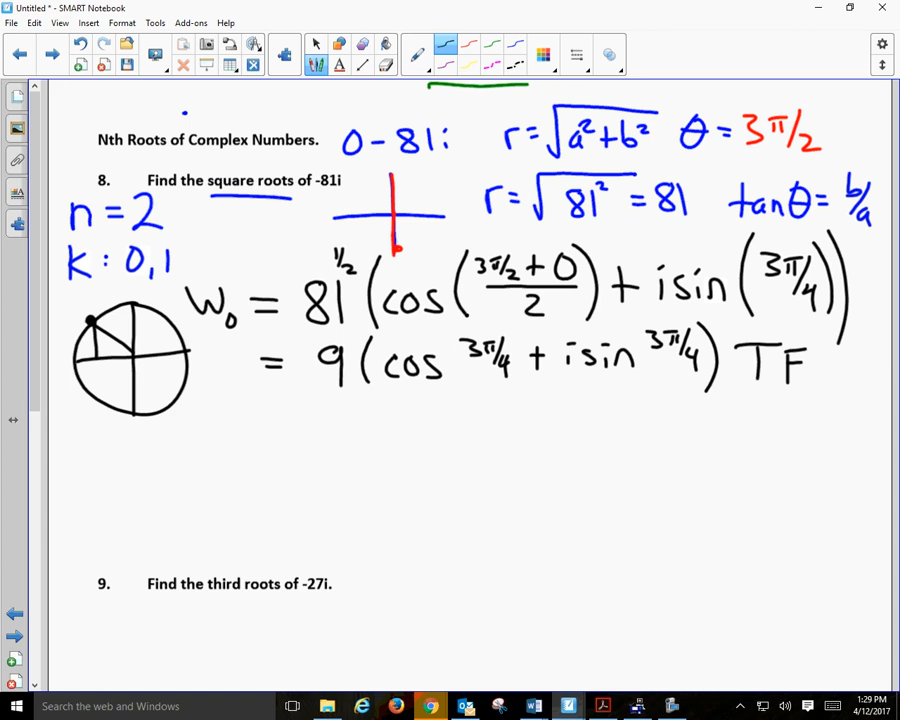 Untitled * - SMART Notebook
File Edit View Insert Format Tools Add-ons Help
Nth Roots of Complex Numbers. 0 - 81i r = √a² + b² θ = 3π/2
8. Find the square roots of -81i
n = 2 r = √81² = 81 tanθ = b/a
k : 0, 1
W₀ = 81^1/2 (cos((3π/2 + 0)/2) + isin(3π/4))
= 9 (cos 3π/4 + isin 3π/4) TF
9. Find the third roots of -27i.
Search the web and Windows
1:29 PM
4/12/2017